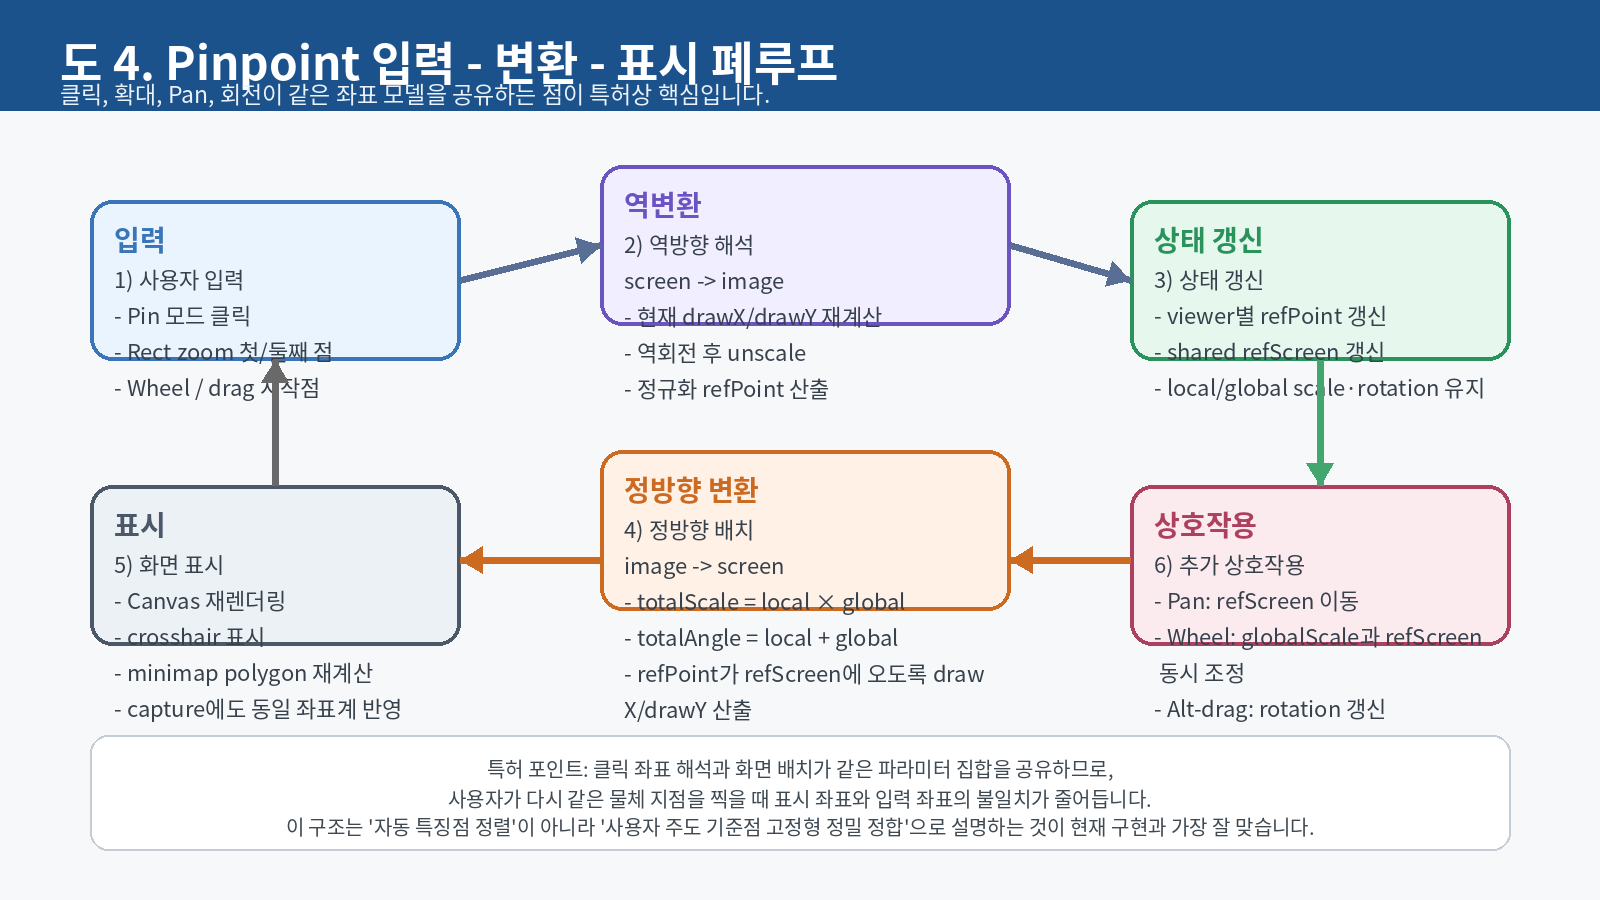 도 4. Pinpoint 입력 - 변환 - 표시 폐루프
클릭, 확대, Pan, 회전이 같은 좌표 모델을 공유하는 점이 특허상 핵심입니다.
입력
1) 사용자 입력
- Pin 모드 클릭
- Rect zoom 첫/둘째 점
- Wheel / drag 시작점
역변환
2) 역방향 해석
screen -> image
- 현재 drawX/drawY 재계산
- 역회전 후 unscale
- 정규화 refPoint 산출
상태 갱신
3) 상태 갱신
- viewer별 refPoint 갱신
- shared refScreen 갱신
- local/global scale·rotation 유지
표시
5) 화면 표시
- Canvas 재렌더링
- crosshair 표시
- minimap polygon 재계산
- capture에도 동일 좌표계 반영
정방향 변환
4) 정방향 배치
image -> screen
- totalScale = local × global
- totalAngle = local + global
- refPoint가 refScreen에 오도록 draw
X/drawY 산출
상호작용
6) 추가 상호작용
- Pan: refScreen 이동
- Wheel: globalScale과 refScreen
동시 조정
- Alt-drag: rotation 갱신
특허 포인트: 클릭 좌표 해석과 화면 배치가 같은 파라미터 집합을 공유하므로,
사용자가 다시 같은 물체 지점을 찍을 때 표시 좌표와 입력 좌표의 불일치가 줄어듭니다.
이 구조는 '자동 특징점 정렬'이 아니라 '사용자 주도 기준점 고정형 정밀 정합'으로 설명하는 것이 현재 구현과 가장 잘 맞습니다.